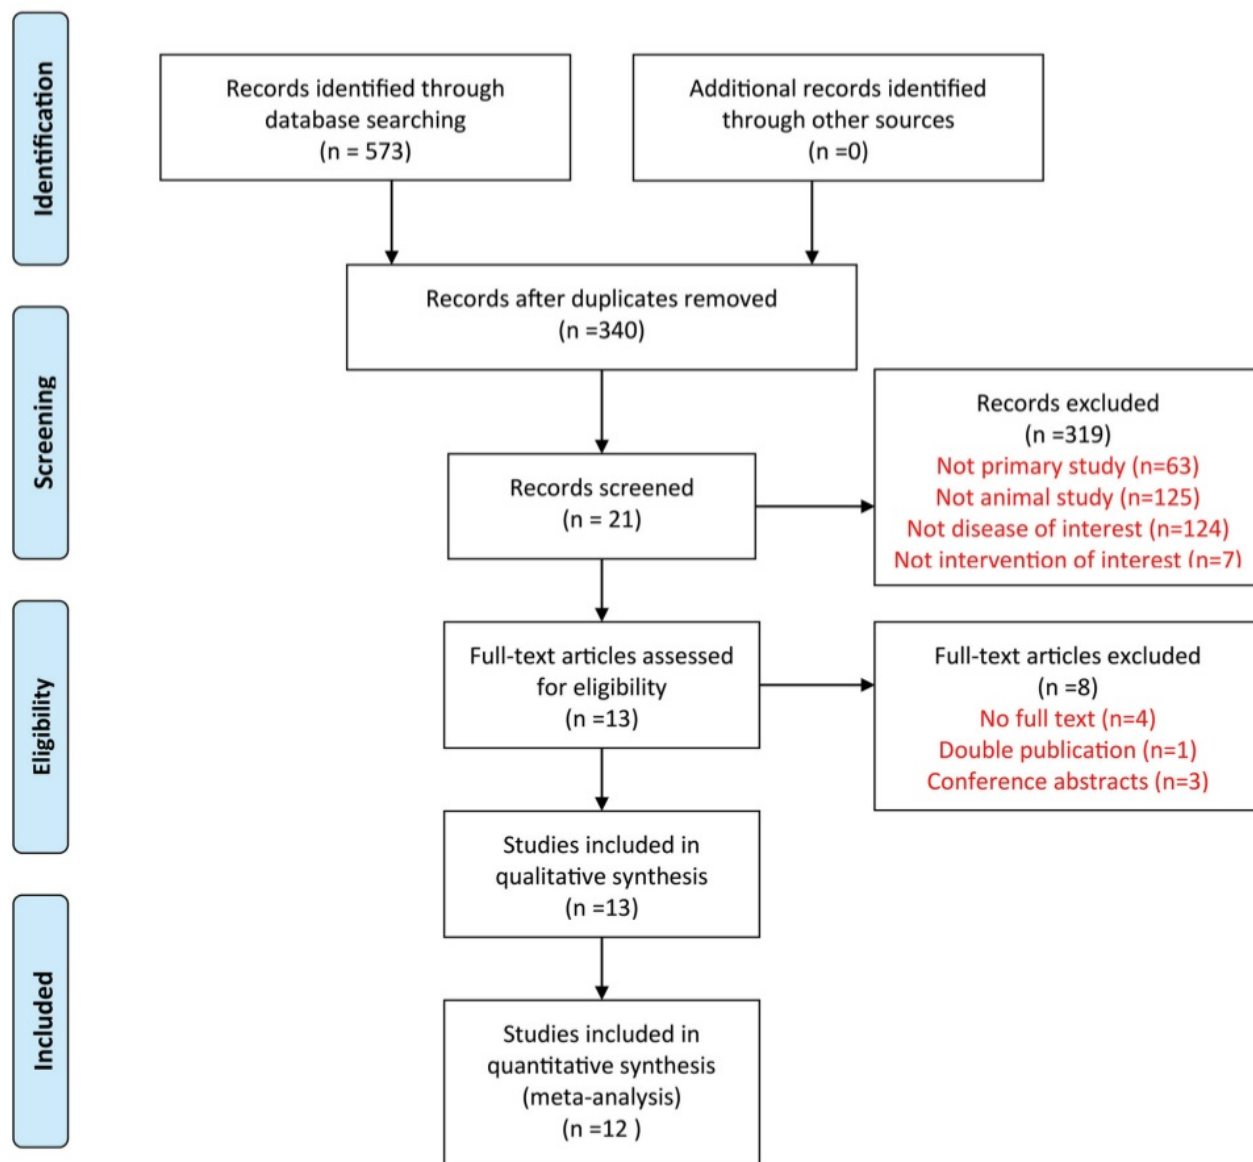 Identification
Records identified through
database searching
(n = 573)
Additional records identified
through other sources
(n =0)
Records after duplicates removed
(n =340)
Screening
Records screened
(n = 21)
Records excluded
(n =319)
Not primary study (n=63)
Not animal study (n=125)
Not disease of interest (n=124)
Not intervention of interest (n=7)
Eligibility
Full-text articles assessed
for eligibility
(n =13)
Full-text articles excluded
(n =8)
No full text (n=4)
Double publication (n=1)
Conference abstracts (n=3)
Studies included in
qualitative synthesis
(n =13)
Included
Studies included in
quantitative synthesis
(meta-analysis)
(n =12 )